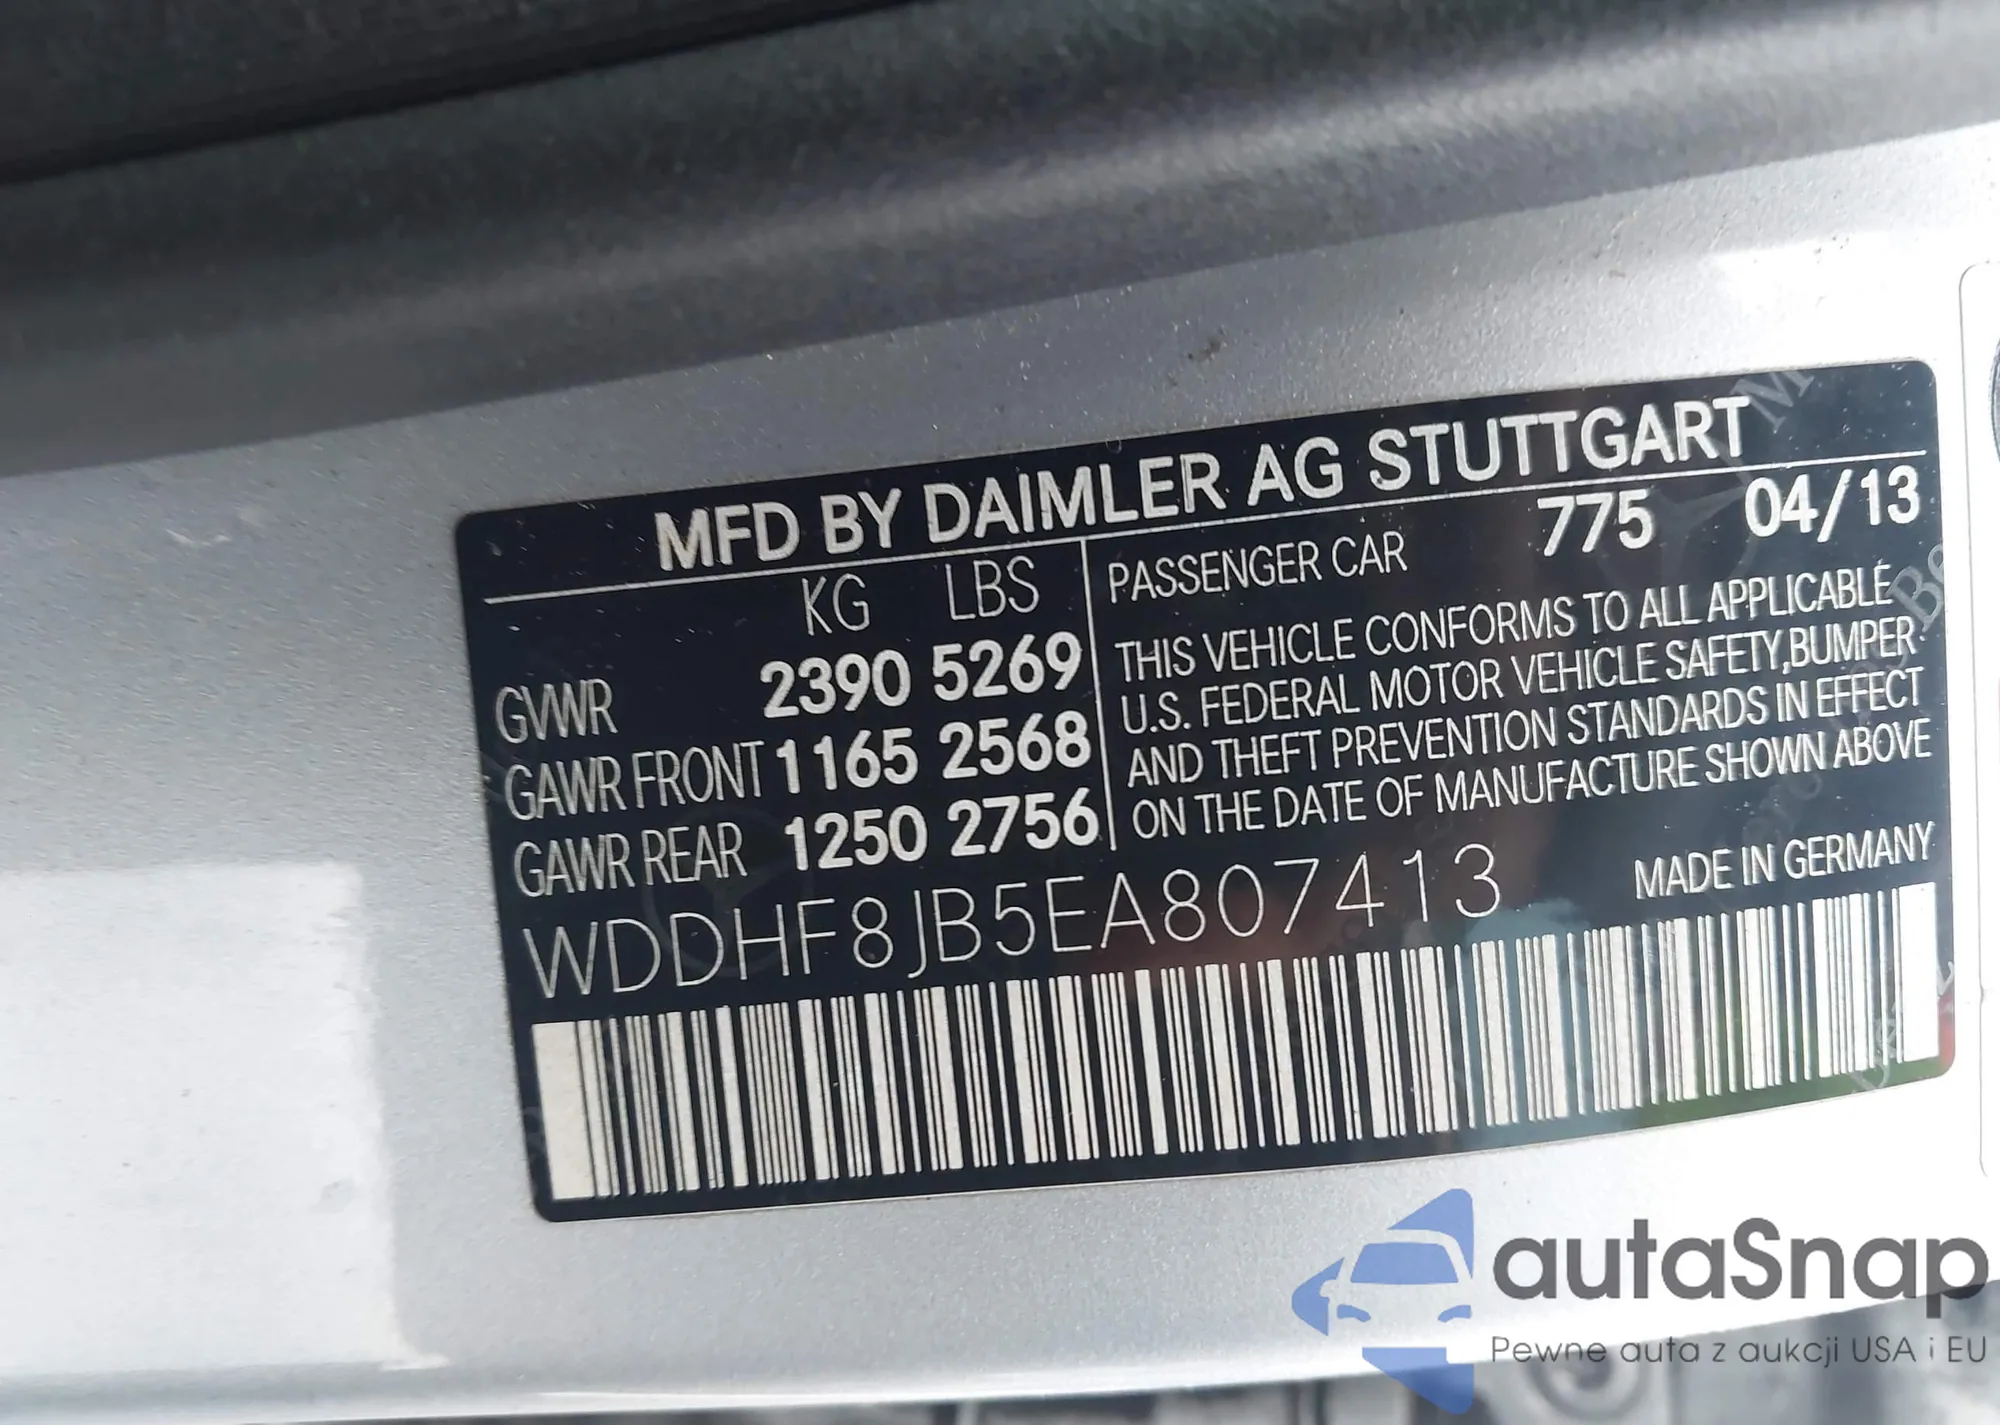 MFD BY DAIMLER AG STUTTGART
KG LBS
GVWR 2390 5269
GAWR FRONT 1165 2568
GAWR REAR 1250 2756
PASSENGER CAR 775 04/13
THIS VEHICLE CONFORMS TO ALL APPLICABLE
U.S. FEDERAL MOTOR VEHICLE SAFETY,BUMPER
AND THEFT PREVENTION STANDARDS IN EFFECT
ON THE DATE OF MANUFACTURE SHOWN ABOVE
WDDHF8JB5EA807413
MADE IN GERMANY
autaSnap
Pewne auta z aukcji USA i EU